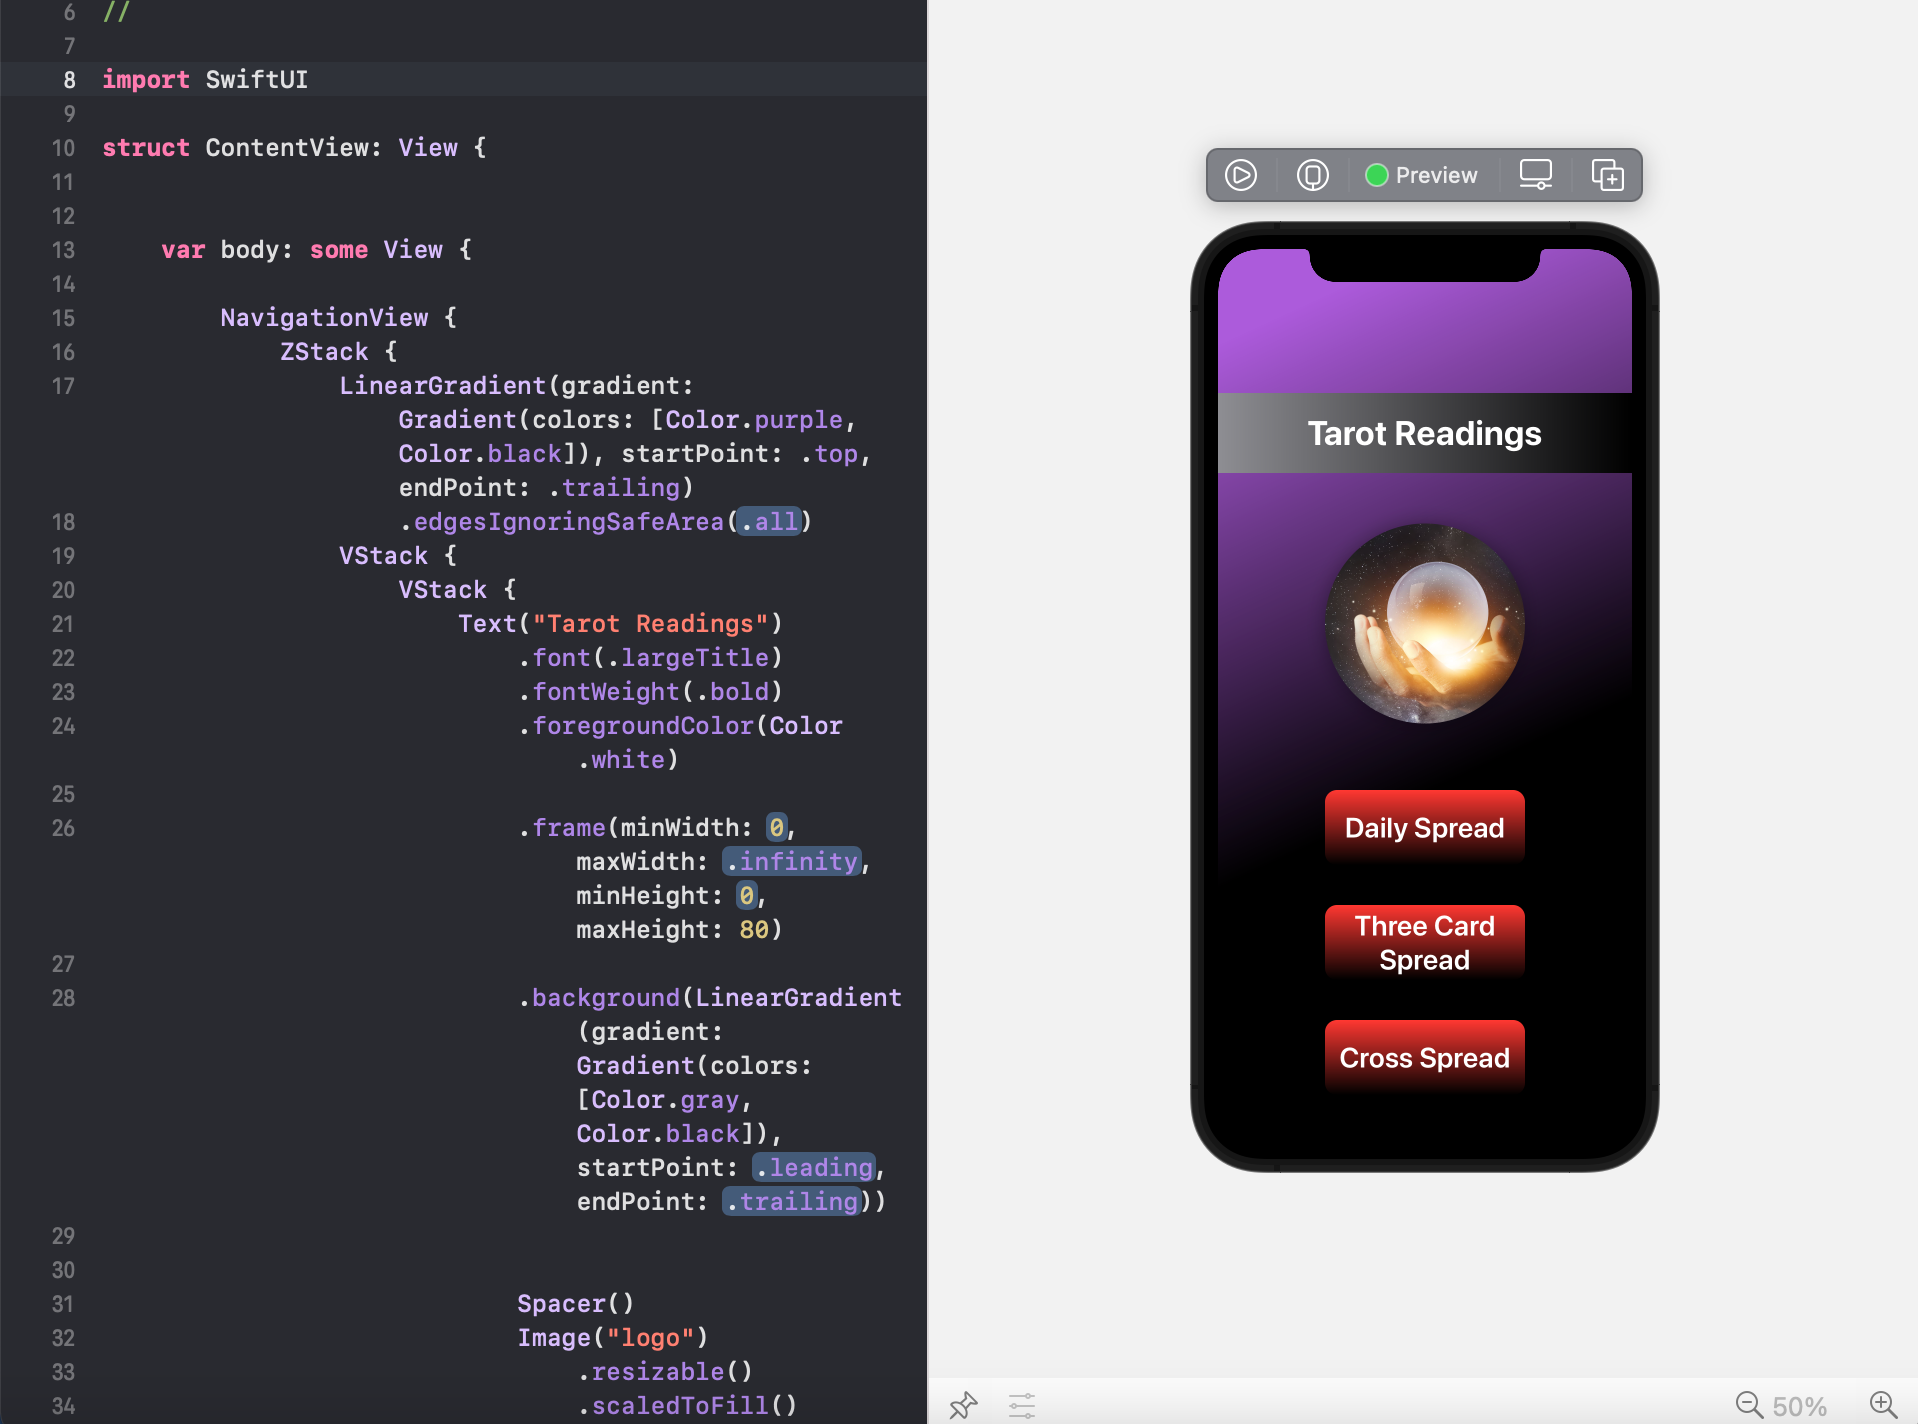 6 //
7
8 import SwiftUI
9
10 struct ContentView: View {
11
12
13 var body: some View {
14
15 NavigationView {
16 ZStack {
17 LinearGradient(gradient:
Gradient(colors: [Color.purple,
Color.black]), startPoint: .top,
endPoint: .trailing)
18 .edgesIgnoringSafeArea(.all)
19 VStack {
20 VStack {
21 Text("Tarot Readings")
22 .font(.largeTitle)
23 .fontWeight(.bold)
24 .foregroundColor(Color
.white)
25
26 .frame(minWidth: 0,
maxWidth: .infinity,
minHeight: 0,
maxHeight: 80)
27
28 .background(LinearGradient
(gradient:
Gradient(colors:
[Color.gray,
Color.black]),
startPoint: .leading,
endPoint: .trailing))
29
30
31 Spacer()
32 Image("logo")
33 .resizable()
34 .scaledToFill()
Preview
Tarot Readings
Daily Spread
Three Card
Spread
Cross Spread
50%